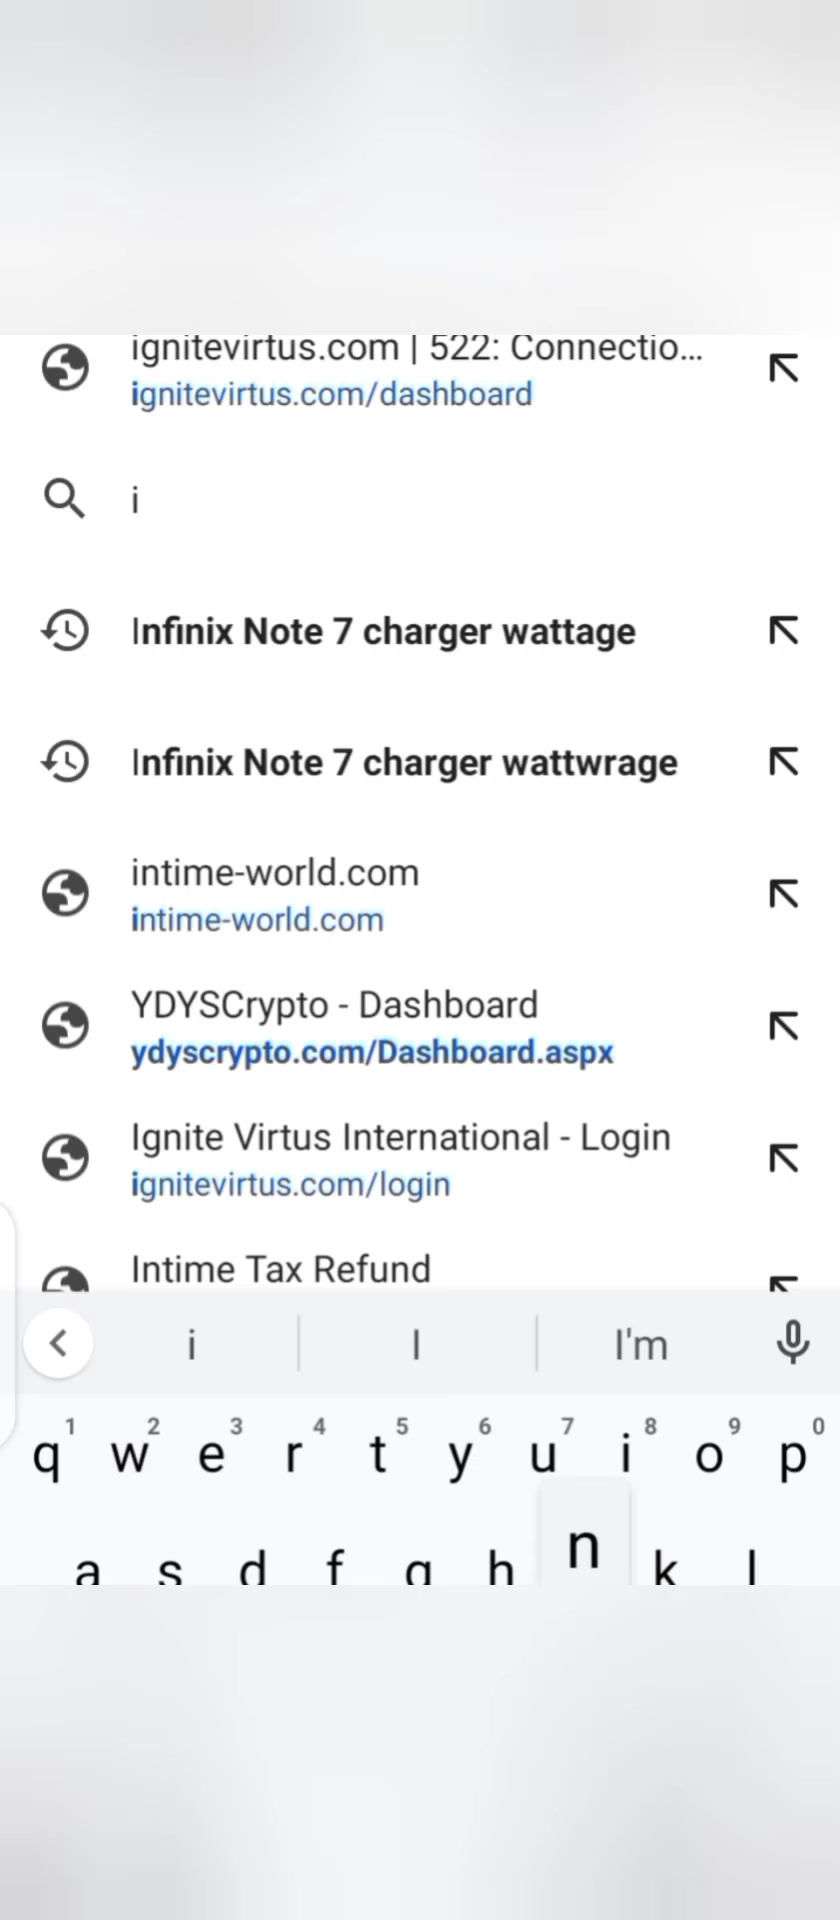 ignitevirtus.com | 522: Connectio...
ignitevirtus.com/dashboard
i
Infinix Note 7 charger wattage
Infinix Note 7 charger wattwrage
intime-world.com
intime-world.com
YDYSCrypto - Dashboard
ydyscrypto.com/Dashboard.aspx
Ignite Virtus International - Login
ignitevirtus.com/login
Intime Tax Refund
i I I'm
1 2 3 4 5 6 7 8 9 0
q w e r t y u i o p
n
a s d f g h k l